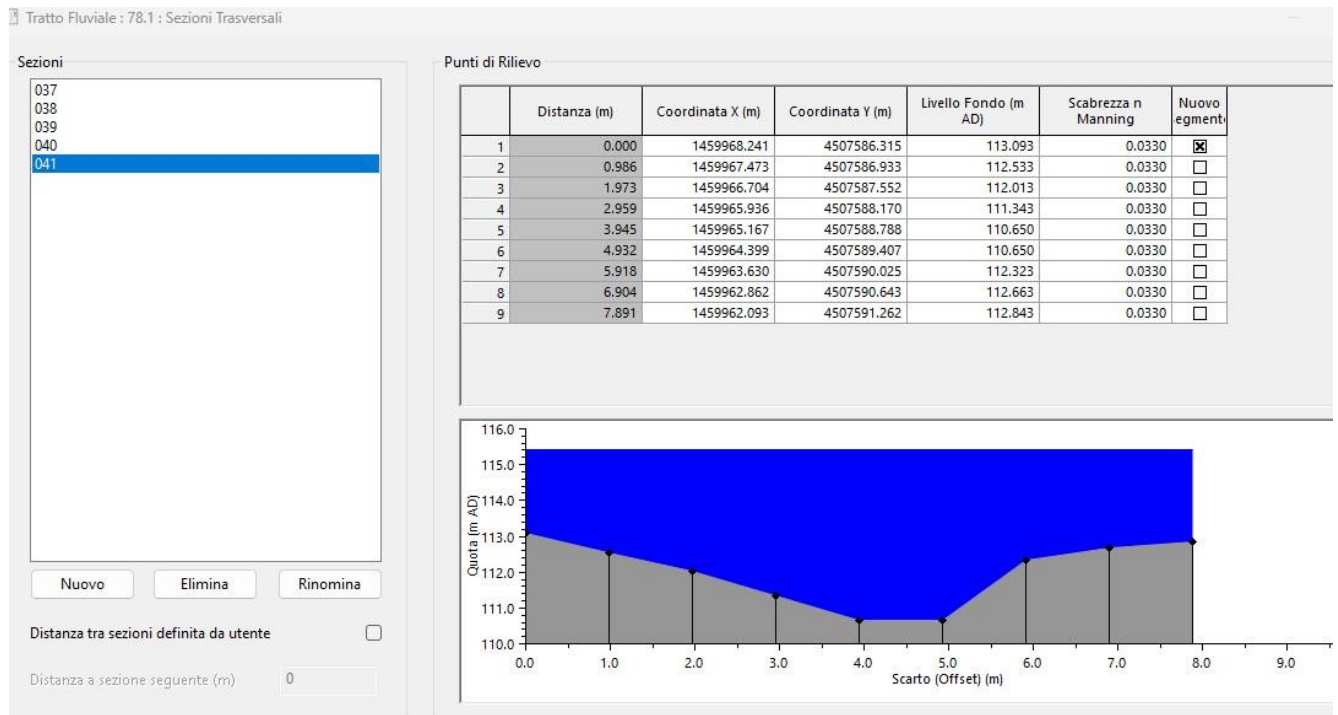 Tratto Fluviale : 78.1 : Sezioni Trasversali
Sezioni
037
038
039
040
041
Nuovo Elimina Rinomina
Distanza tra sezioni definita da utente
Distanza a sezione seguente (m) 0
Punti di Rilievo
Distanza (m) Coordinata X (m) Coordinata Y (m) Livello Fondo (m AD) Scabrezza n Manning Nuovo egment
1 0.000 1459968.241 4507586.315 113.093 0.0330
2 0.986 1459967.473 4507586.933 112.533 0.0330
3 1.973 1459966.704 4507587.552 112.013 0.0330
4 2.959 1459965.936 4507588.170 111.343 0.0330
5 3.945 1459965.167 4507588.788 110.650 0.0330
6 4.932 1459964.399 4507589.407 110.650 0.0330
7 5.918 1459963.630 4507590.025 112.323 0.0330
8 6.904 1459962.862 4507590.643 112.663 0.0330
9 7.891 1459962.093 4507591.262 112.843 0.0330
Quota (m AD)
116.0
115.0
114.0
113.0
112.0
111.0
110.0
0.0 1.0 2.0 3.0 4.0 5.0 6.0 7.0 8.0 9.0
Scarto (Offset) (m)